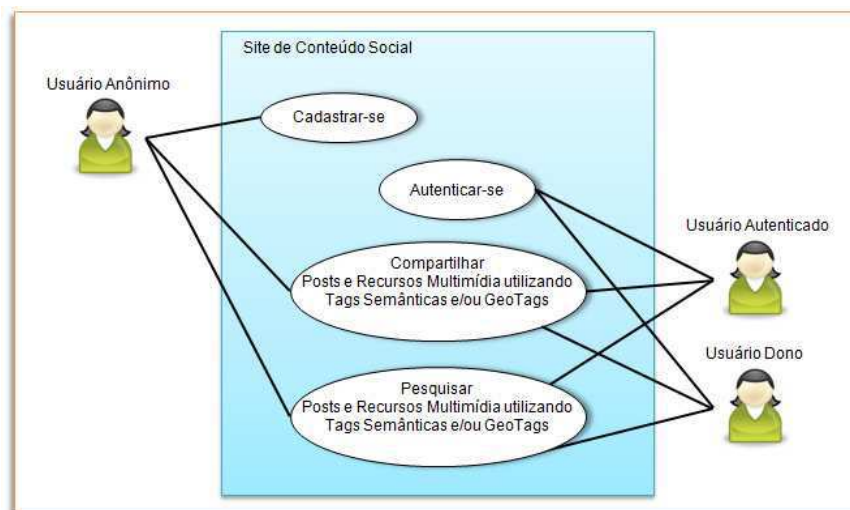 Site de Conteúdo Social
Usuário Anônimo
Cadastrar-se
Autenticar-se
Usuário Autenticado
Compartilhar
Posts e Recursos Multimídia utilizando
Tags Semânticas e/ou GeoTags
Usuário Dono
Pesquisar
Posts e Recursos Multimídia utilizando
Tags Semânticas e/ou GeoTags